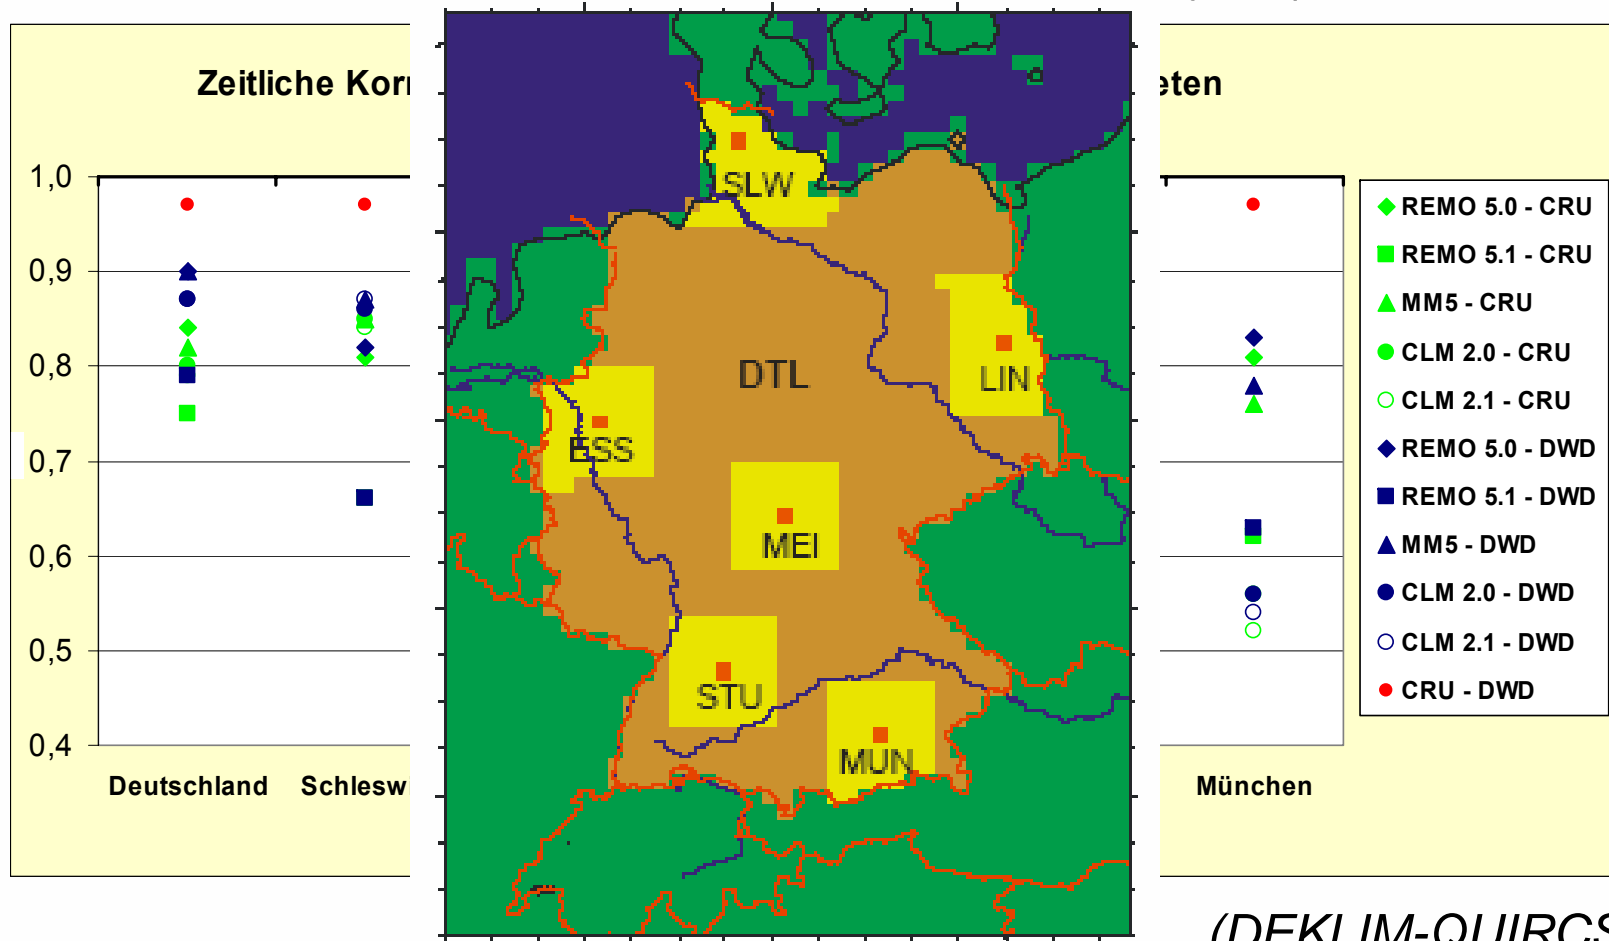 Zeitliche Korr
eten
1,0
0,9
0,8
0,7
0,6
0,5
0,4
Deutschland
Schlesw
München
SLW
DTL
LIN
ESS
MEI
STU
MUN
REMO 5.0 - CRU
REMO 5.1 - CRU
MM5 - CRU
CLM 2.0 - CRU
CLM 2.1 - CRU
REMO 5.0 - DWD
REMO 5.1 - DWD
MM5 - DWD
CLM 2.0 - DWD
CLM 2.1 - DWD
CRU - DWD
(DEKLIM-QUIRCS